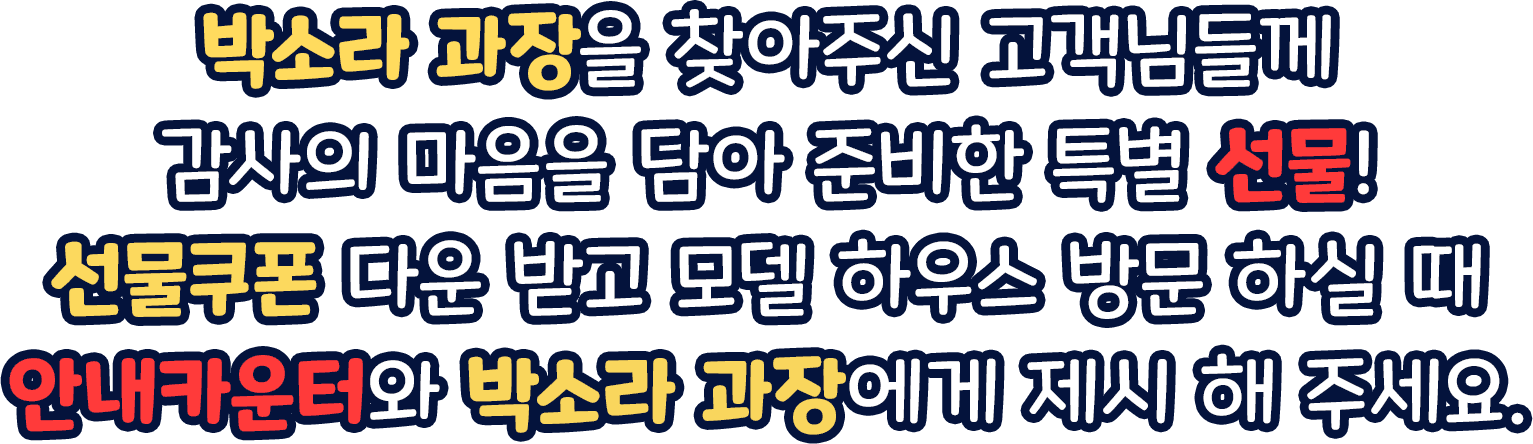 박소라 과장을 찾아주신 고객님들께
감사의 마음을 담아 준비한 특별 선물!
선물쿠폰 다운 받고 모델 하우스 방문 하실 때
안내카운터와 박소라 과장에게 제시 해 주세요.